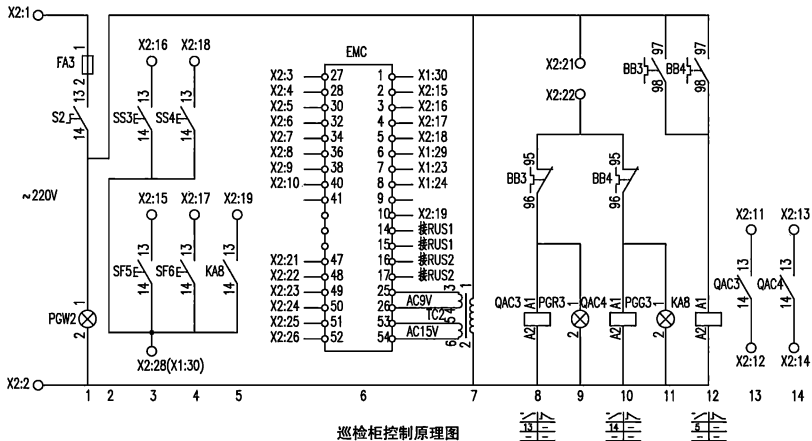 X2:1
FA3
1
2
S2
13
14
~220V
PGW2
1
2
X2:2
X2:16
X2:18
SS3
13
14
SS4
13
14
X2:15
X2:17
X2:19
SF5
13
14
SF6
13
14
KA8
13
14
X2:28(X1:30)
EMC
X2:3 27 1 X1:30
X2:4 28 2 X2:15
X2:5 30 3 X2:16
X2:6 32 4 X2:17
X2:7 34 5 X2:18
X2:8 36 6 X1:29
X2:9 38 7 X1:23
X2:10 40 8 X1:24
41 9
10 X2:19
14 接RUS1
15 接RUS1
X2:21 47 16 接RUS2
X2:22 48 17 接RUS2
X2:23 49 25
X2:24 50 26 AC9V
X2:25 51 53
X2:26 52 54 AC15V
3
4
TC2
5
6
1
2
X2:21
X2:22
BB3
95
96
BB4
95
96
BB3
97
98
BB4
97
98
QAC3 A1 A2
PGR3 1 2
QAC4 A1 A2
PGG3 1 2
KA8 A1 A2
X2:11
X2:13
QAC3
13
14
QAC4
13
14
X2:12
X2:14
1 2 3 4 5 6 7 8 9 10 11 12 13 14
13
14
5
巡检柜控制原理图